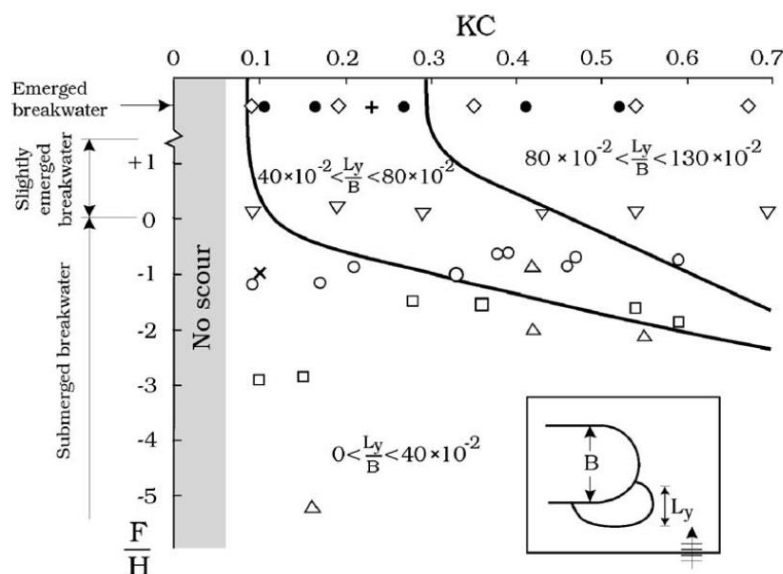 KC
0 0.1 0.2 0.3 0.4 0.5 0.6 0.7
Emerged
breakwater
Slightly
emerged
breakwater
Submerged breakwater
+1
0
-1
-2
-3
-4
-5
F/H
No scour
40×10⁻²<Ly/B<80×10⁻²
80 ×10⁻²<Ly/B<130×10⁻²
0<Ly/B<40×10⁻²
B
Ly